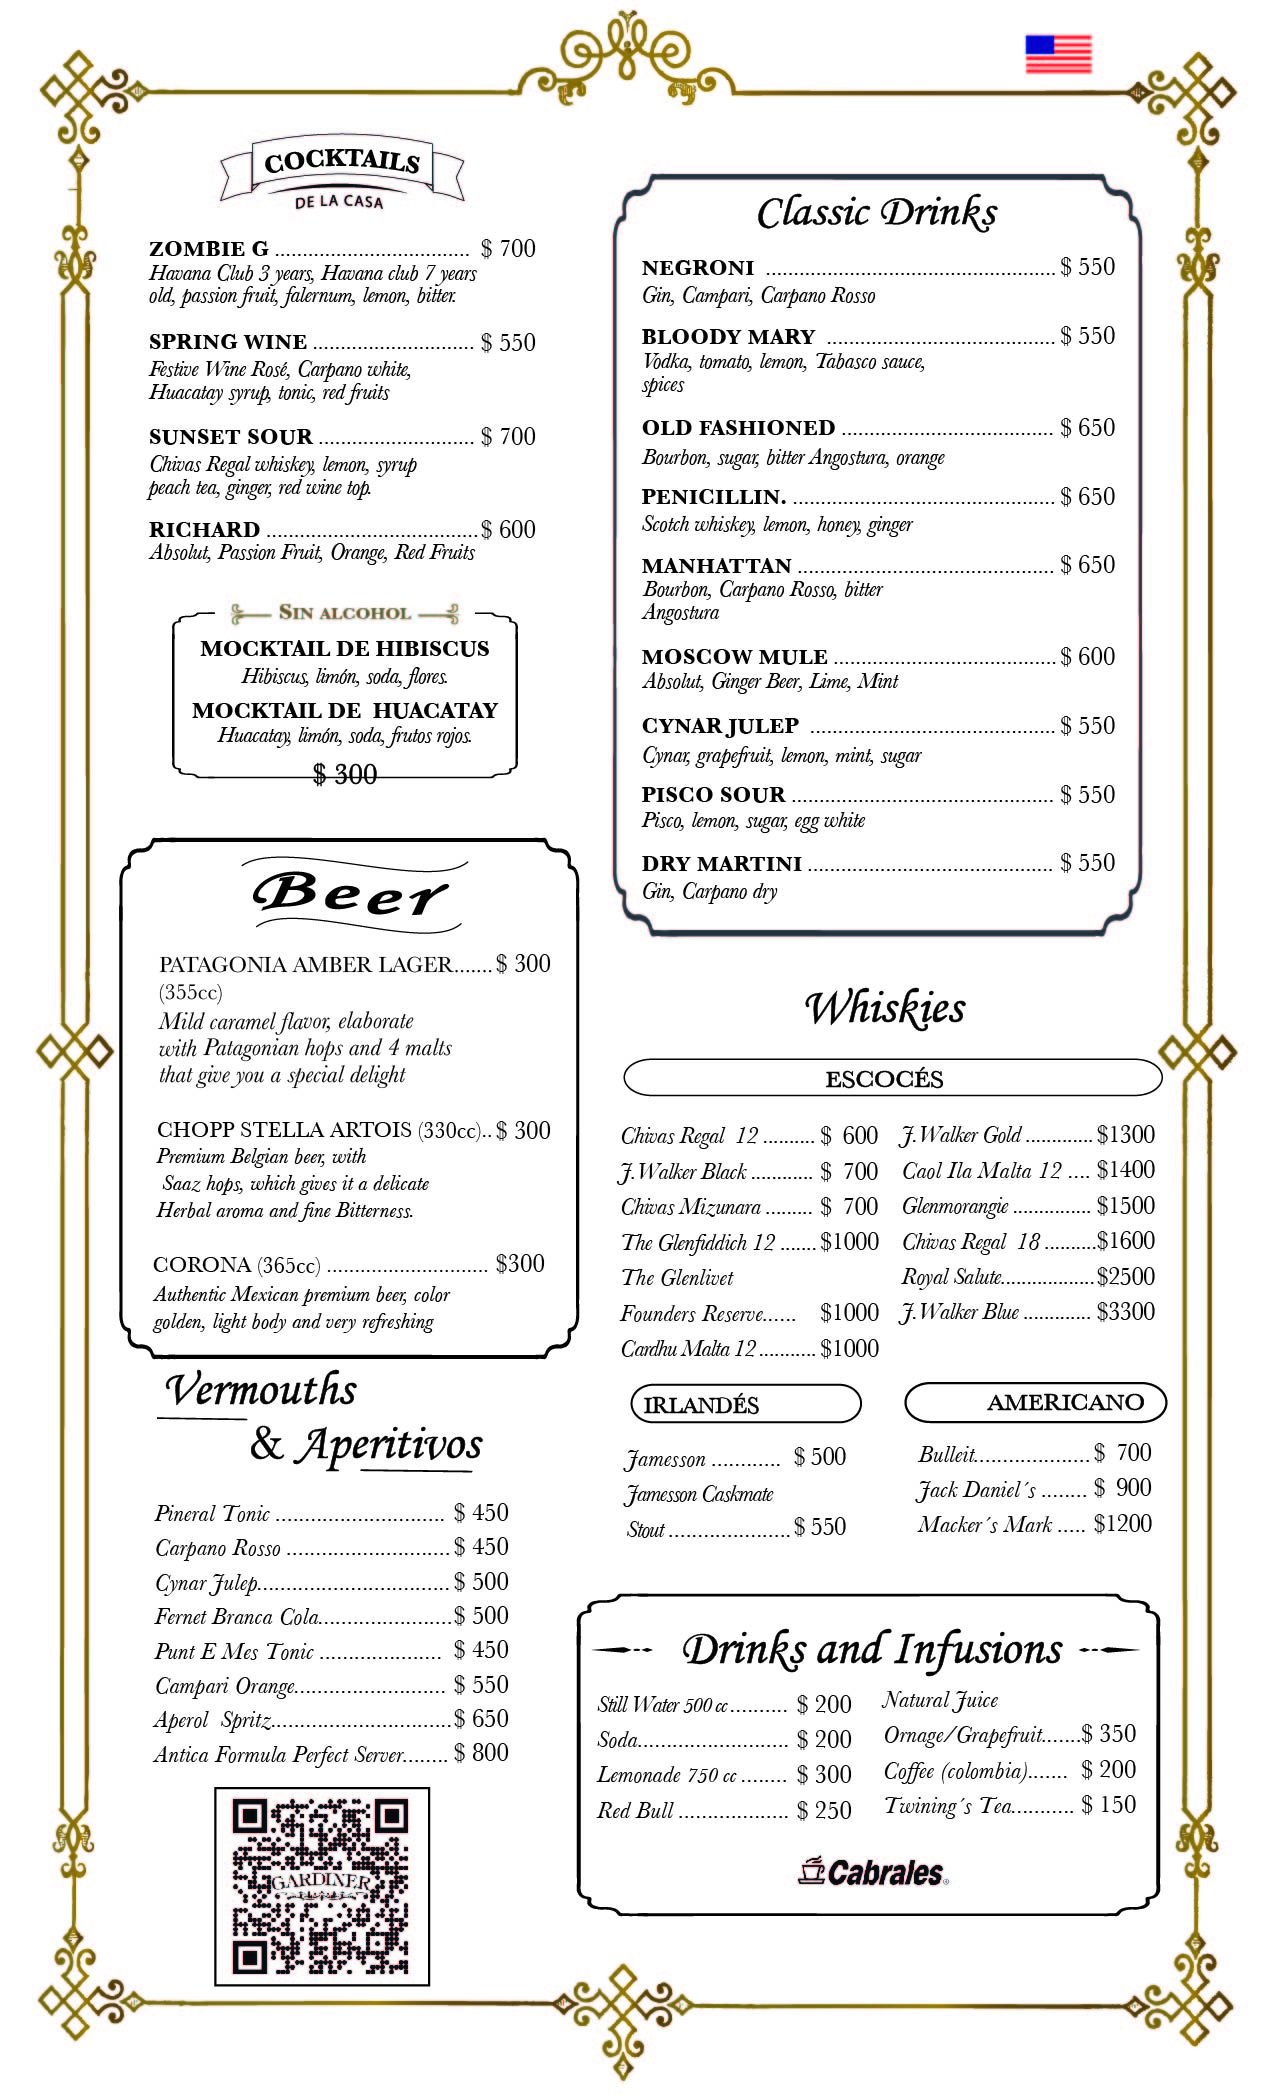 COCKTAILS
DE LA CASA
ZOMBIE G ................................... $ 700
Havana Club 3 years, Havana club 7 years
old, passion fruit, falernum, lemon, bitter.
SPRING WINE ............................. $ 550
Festive Wine Rosé, Carpano white,
Huacatay syrup, tonic, red fruits
SUNSET SOUR ............................ $ 700
Chivas Regal whiskey, lemon, syrup
peach tea, ginger, red wine top.
RICHARD ...................................... $ 600
Absolut, Passion Fruit, Orange, Red Fruits
SIN ALCOHOL
MOCKTAIL DE HIBISCUS
Hibiscus, limón, soda, flores.
MOCKTAIL DE HUACATAY
Huacatay, limón, soda, frutos rojos.
$ 300
Beer
PATAGONIA AMBER LAGER.......$ 300
(355cc)
Mild caramel flavor, elaborate
with Patagonian hops and 4 malts
that give you a special delight
CHOPP STELLA ARTOIS (330cc)..$ 300
Premium Belgian beer, with
Saaz hops, which gives it a delicate
Herbal aroma and fine Bitterness.
CORONA (365cc) ............................. $300
Authentic Mexican premium beer, color
golden, light body and very refreshing
Vermouths
& Aperitivos
Pineral Tonic ............................... $ 450
Carpano Rosso ..............................$ 450
Cynar Julep...................................$ 500
Fernet Branca Cola........................$ 500
Punt E Mes Tonic ...................... $ 450
Campari Orange........................... $ 550
Aperol Spritz.................................$ 650
Antica Formula Perfect Server........ $ 800
GARDINER
Classic Drinks
NEGRONI ....................................................$ 550
Gin, Campari, Carpano Rosso
BLOODY MARY .........................................$ 550
Vodka, tomato, lemon, Tabasco sauce,
spices
OLD FASHIONED ...................................... $ 650
Bourbon, sugar, bitter Angostura, orange
PENICILLIN. ...............................................$ 650
Scotch whiskey, lemon, honey, ginger
MANHATTAN .............................................. $ 650
Bourbon, Carpano Rosso, bitter
Angostura
MOSCOW MULE ........................................$ 600
Absolut, Ginger Beer, Lime, Mint
CYNAR JULEP ............................................$ 550
Cynar, grapefruit, lemon, mint, sugar
PISCO SOUR ............................................... $ 550
Pisco, lemon, sugar, egg white
DRY MARTINI ............................................ $ 550
Gin, Carpano dry
Whiskies
ESCOCÉS
Chivas Regal 12 .......... $ 600
J.Walker Black ............ $ 700
Chivas Mizunara ......... $ 700
The Glenfiddich 12 .......$1000
The Glenlivet
Founders Reserve...... $1000
Cardhu Malta 12 ...........$1000
J.Walker Gold .............$1300
Caol Ila Malta 12 .... $1400
Glenmorangie ............... $1500
Chivas Regal 18 ..........$1600
Royal Salute..................$2500
J.Walker Blue ............. $3300
IRLANDÉS
Jamesson ............ $ 500
Jamesson Caskmate
Stout .....................$ 550
AMERICANO
Bulleit.....................$ 700
Jack Daniel´s ........ $ 900
Macker´s Mark ..... $1200
Drinks and Infusions
Still Water 500 cc .......... $ 200
Soda............................. $ 200
Lemonade 750 cc ........ $ 300
Red Bull .................... $ 250
Natural Juice
Ornage/Grapefruit.......$ 350
Coffee (colombia)....... $ 200
Twining´s Tea........... $ 150
Cabrales